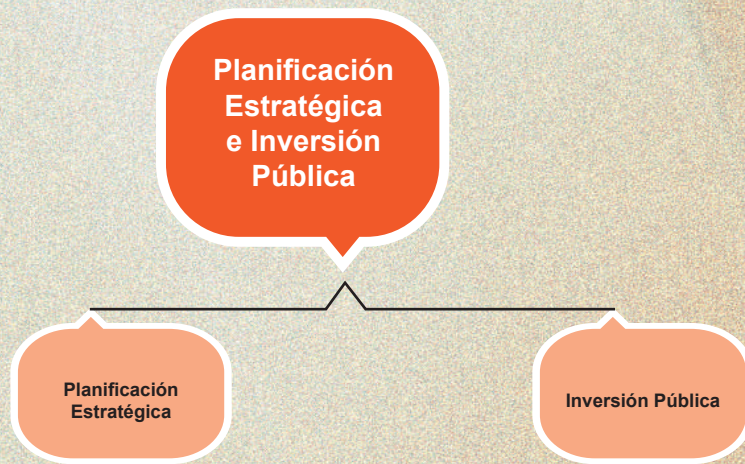 Planificación
Estratégica
e Inversión
Pública
Planificación
Estratégica
Inversión Pública